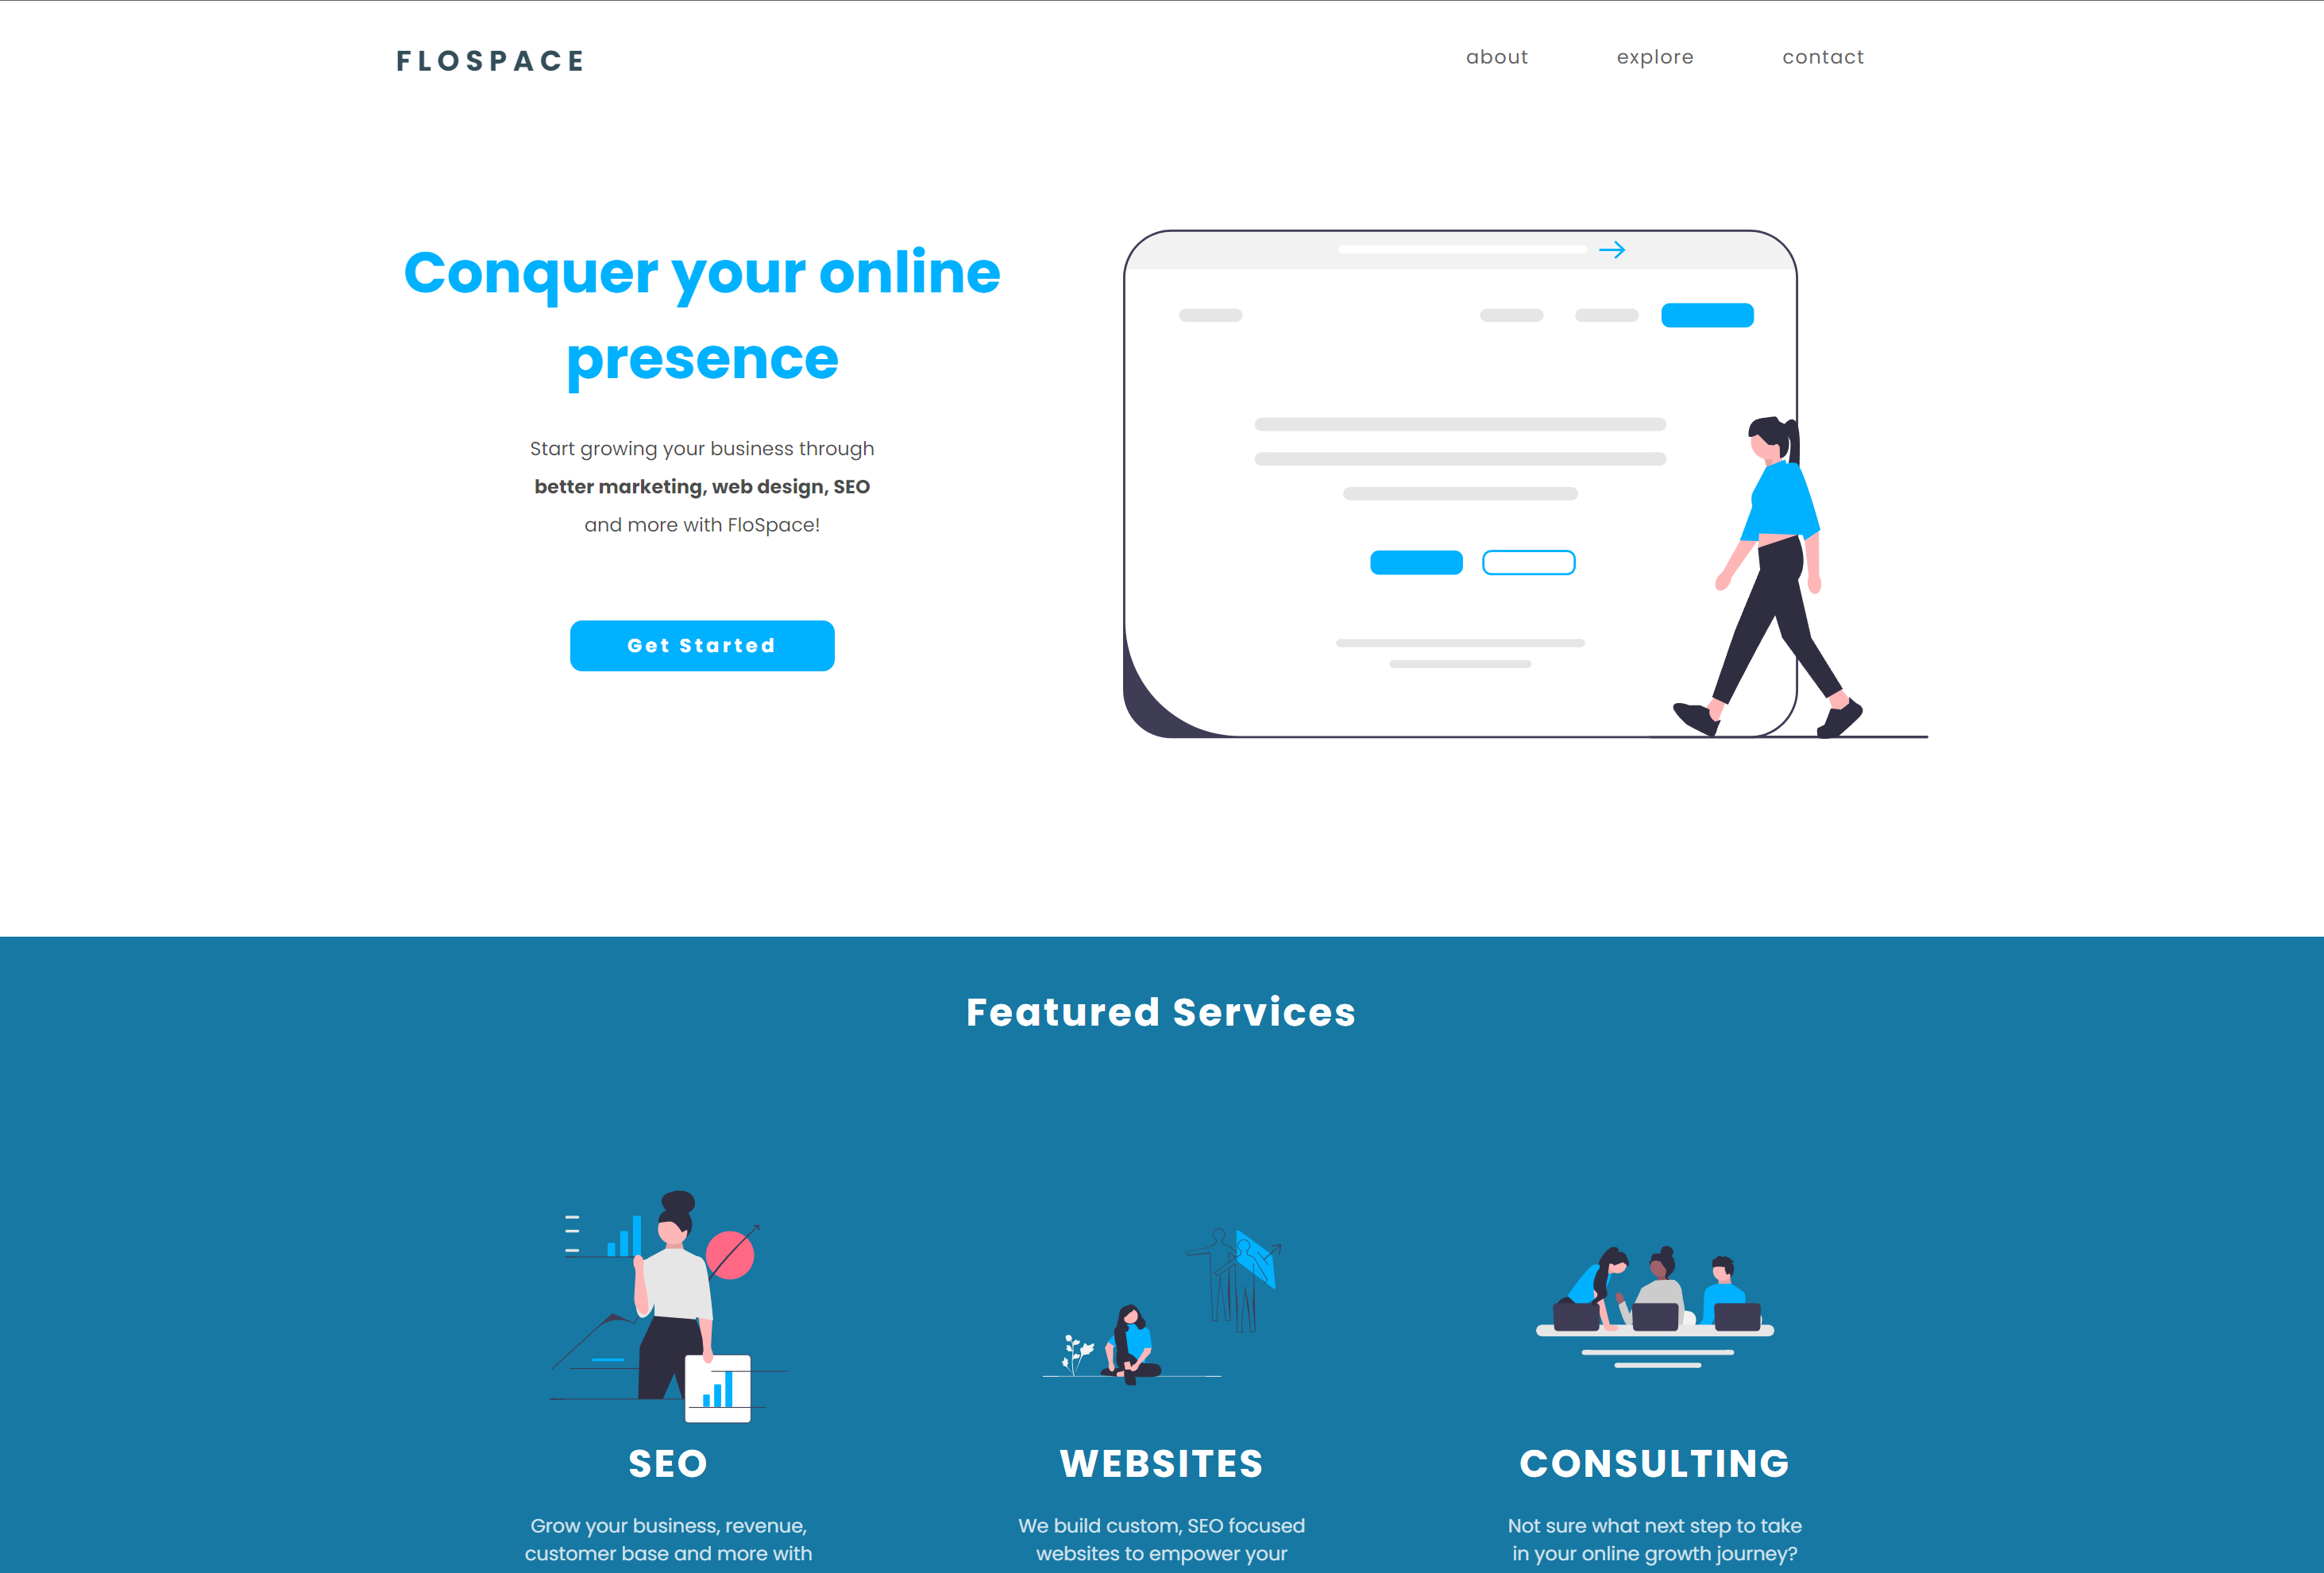 FLOSPACE
about
explore
contact
Conquer your online
presence
Start growing your business through
better marketing, web design, SEO
and more with FloSpace!
Get Started
Featured Services
SEO
Grow your business, revenue,
customer base and more with
WEBSITES
We build custom, SEO focused
websites to empower your
CONSULTING
Not sure what next step to take
in your online growth journey?